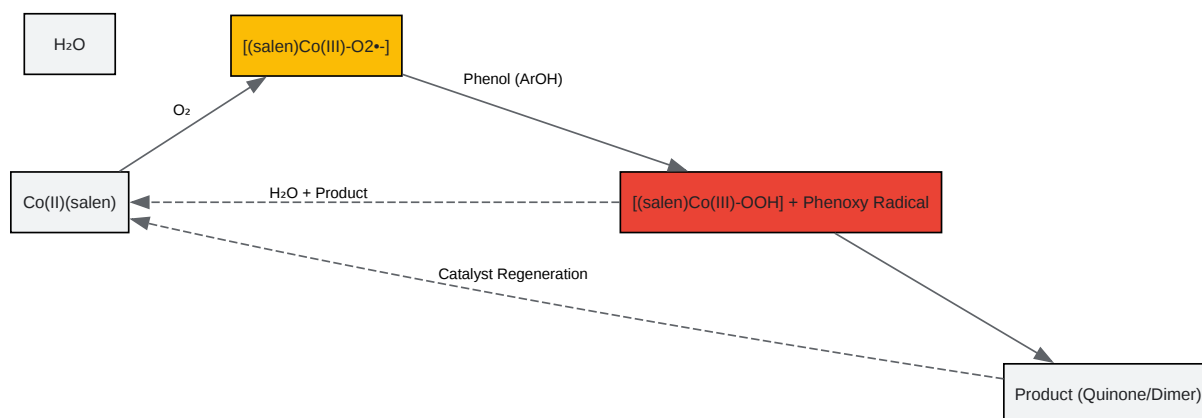 H₂O
[(salen)Co(III)-O2•-]
Phenol (ArOH)
O₂
Co(II)(salen)
H₂O + Product
[(salen)Co(III)-OOH] + Phenoxy Radical
Catalyst Regeneration
Product (Quinone/Dimer)